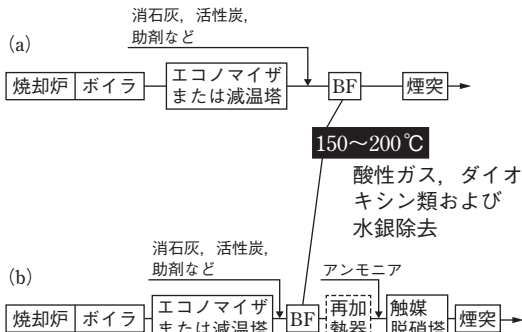 消石灰，活性炭，
助剤など
(a)
焼却炉 ボイラ
エコノマイザ
または減温塔
BF
煙突
150〜200℃
酸性ガス，ダイオ
キシン類および
水銀除去
消石灰，活性炭，
助剤など
アンモニア
(b)
焼却炉 ボイラ
エコノマイザ
または減温塔
BF
再加
熱器
触媒
脱硝塔
煙突